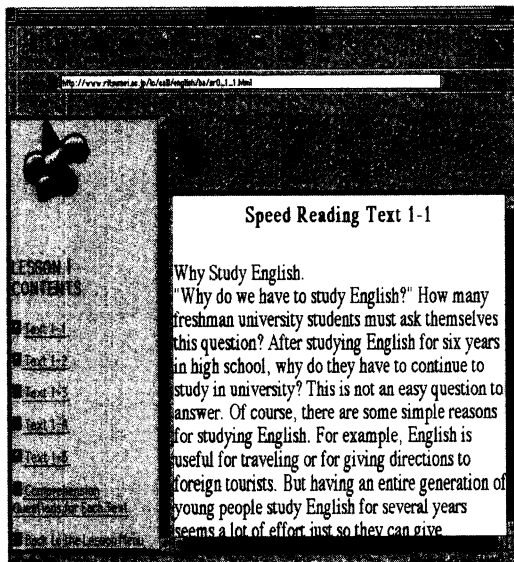 LESSON 1
CONTENTS
Text 1-1
Text 1-2
Text 1-3
Text 1-4
Text 1-5
Comprehension
Questions for Each Text
Back to the Lesson Menu
Speed Reading Text 1-1
Why Study English.
"Why do we have to study English?" How many
freshman university students must ask themselves
this question? After studying English for six years
in high school, why do they have to continue to
study in university? This is not an easy question to
answer. Of course, there are some simple reasons
for studying English. For example, English is
useful for traveling or for giving directions to
foreign tourists. But having an entire generation of
young people study English for several years
seems a lot of effort just so they can give